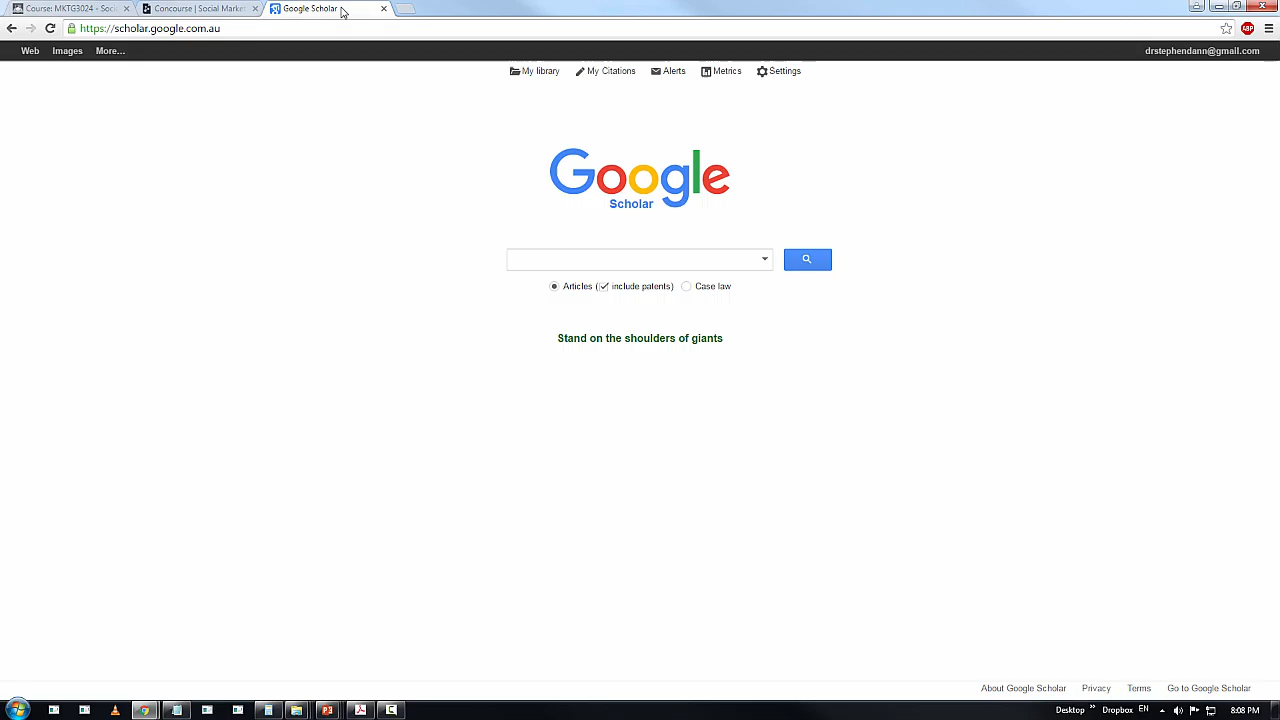 Course: MKTG3024 - Soci
Concourse | Social Market
Google Scholar
https://scholar.google.com.au
ABP
Web Images More...
drstephendann@gmail.com
My library My Citations Alerts Metrics Settings
Google
Scholar
Articles (include patents) Case law
Stand on the shoulders of giants
About Google Scholar Privacy Terms Go to Google Scholar
Desktop Dropbox EN 8:08 PM